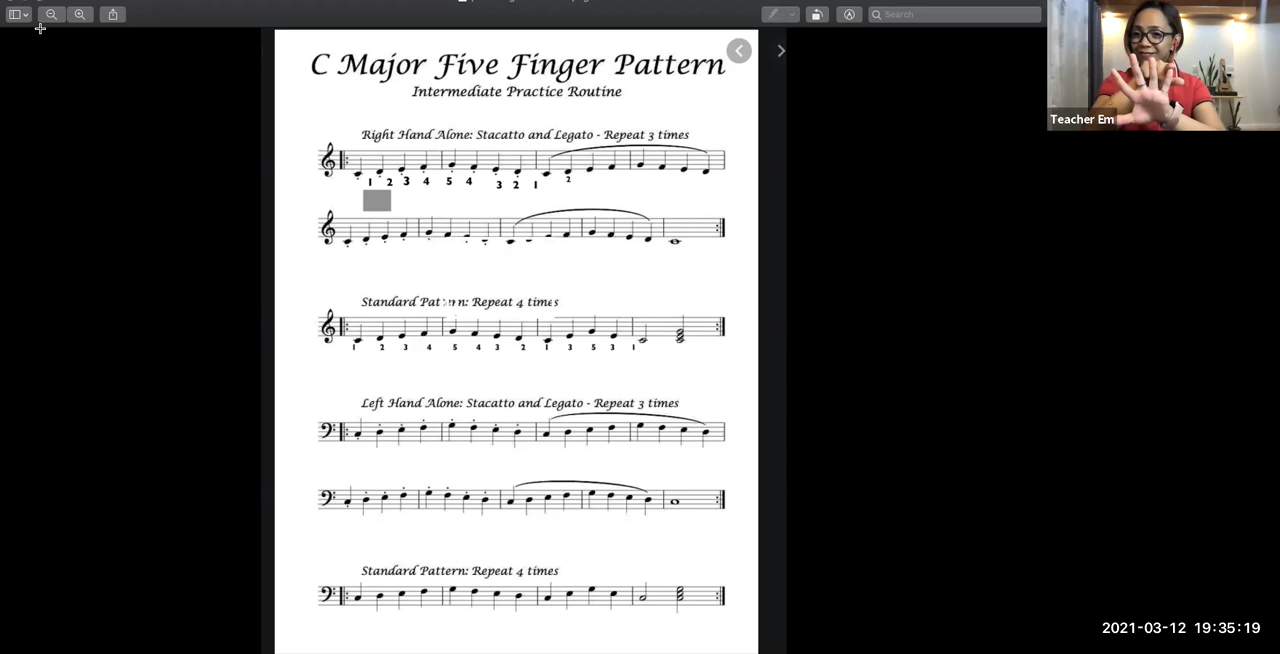 Search
C Major Five Finger Pattern
Intermediate Practice Routine
Teacher Em
Right Hand Alone: Stacatto and Legato - Repeat 3 times
1 2 3 4 5 4 3 2 1 2
Standard Pattern: Repeat 4 times
1 2 3 4 5 4 3 2 1 3 5 3 1
Left Hand Alone: Stacatto and Legato - Repeat 3 times
Standard Pattern: Repeat 4 times
2021-03-12 19:35:19